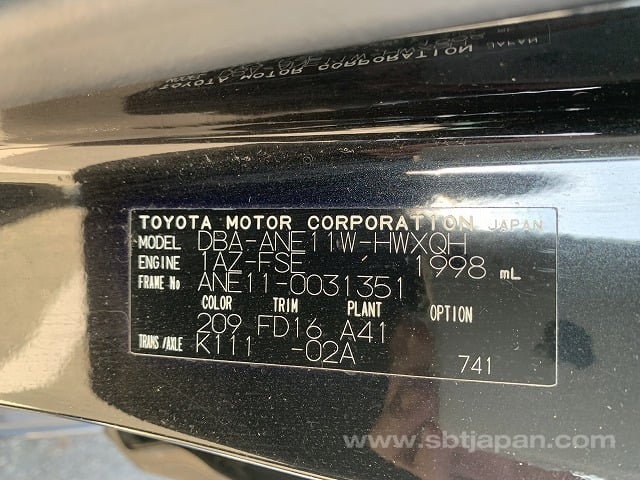 TOYOTA MOTOR CORPORATION JAPAN
MODEL DBA-ANE11W-HWXQH
ENGINE 1AZ-FSE 1998 mL
FRAME No ANE11-0031351
COLOR TRIM PLANT OPTION
209 FD16 A41
TRANS/AXLE K111 -02A
741
www.sbtjapan.com